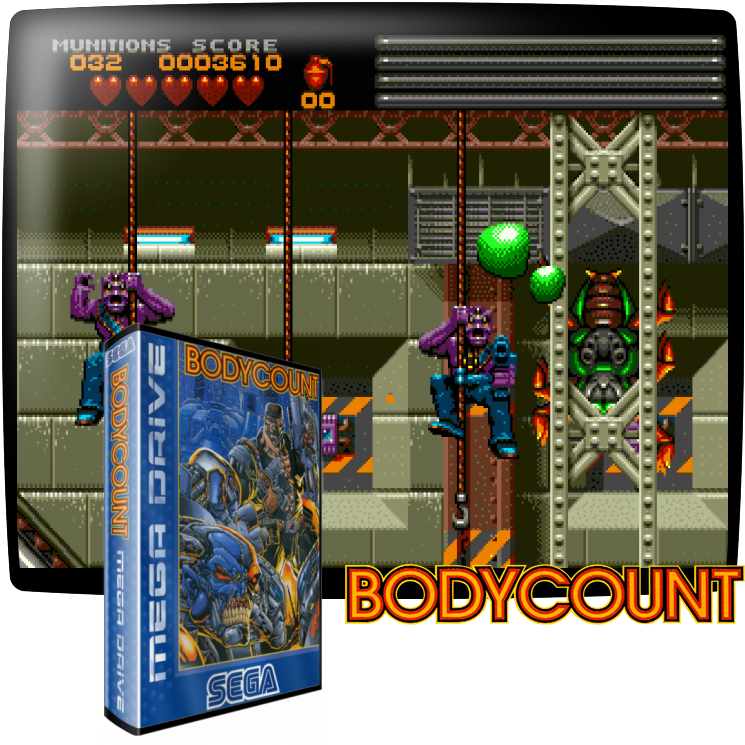 MUNITIONS SCORE
032 0003610
00
SEGA
BODYCOUNT
MEGA DRIVE
MEGA DRIVE
BODYCOUNT
SEGA
BODYCOUNT